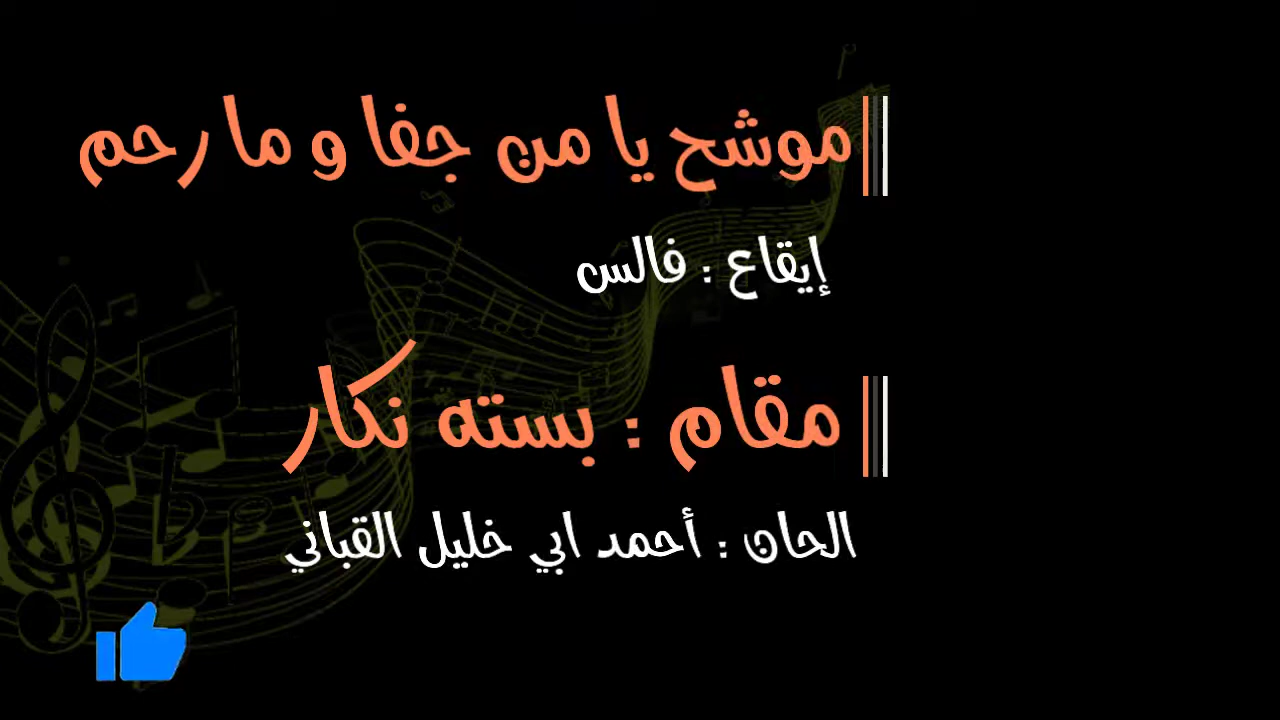 موشح يا من جفا و ما رحم
إيقاع : فالس
مقام : بسته نكار
الحان : أحمد ابي خليل القباني